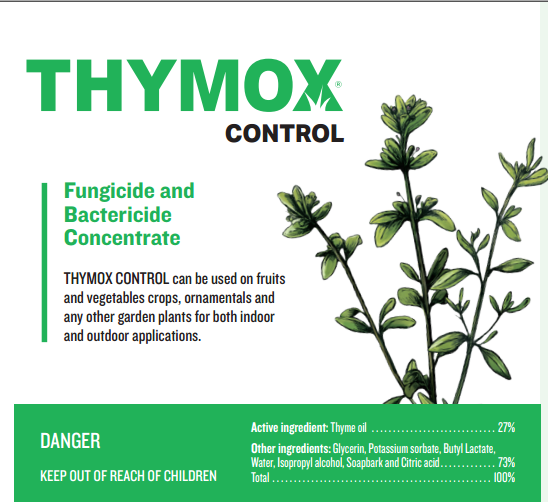 THYMOX®
CONTROL
Fungicide and
Bactericide
Concentrate
THYMOX CONTROL can be used on fruits
and vegetables crops, ornamentals and
any other garden plants for both indoor
and outdoor applications.
DANGER
KEEP OUT OF REACH OF CHILDREN
Active ingredient: Thyme oil ............................ 27%
Other ingredients: Glycerin, Potassium sorbate, Butyl Lactate,
Water, Isopropyl alcohol, Soapbark and Citric acid............. 73%
Total .................................................. 100%